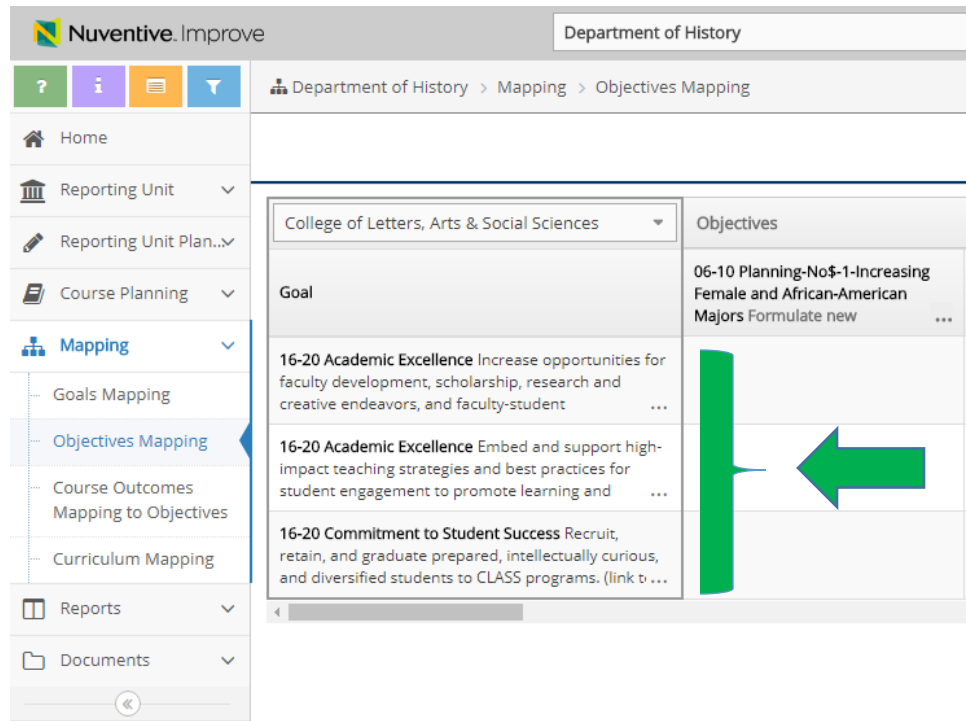 Nuventive. Improve
Department of History
? i
Department of History > Mapping > Objectives Mapping
Home
Reporting Unit
Reporting Unit Plan...
Course Planning
Mapping
Goals Mapping
Objectives Mapping
Course Outcomes
Mapping to Objectives
Curriculum Mapping
Reports
Documents
College of Letters, Arts & Social Sciences
Objectives
Goal
06-10 Planning-No$-1-Increasing
Female and African-American
Majors Formulate new ...
16-20 Academic Excellence Increase opportunities for
faculty development, scholarship, research and
creative endeavors, and faculty-student ...
16-20 Academic Excellence Embed and support high-
impact teaching strategies and best practices for
student engagement to promote learning and ...
16-20 Commitment to Student Success Recruit,
retain, and graduate prepared, intellectually curious,
and diversified students to CLASS programs. (link ...